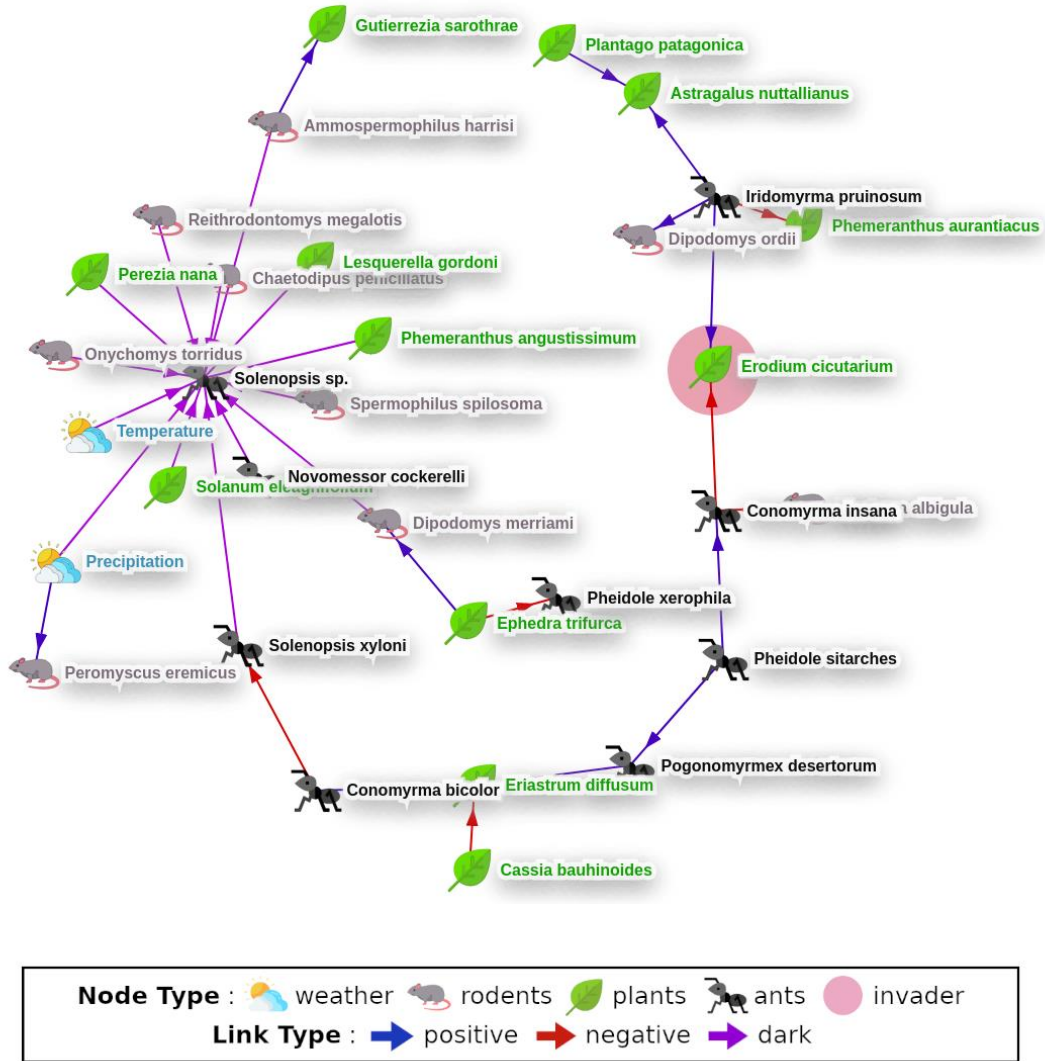 Gutierrezia sarothrae
Plantago patagonica
Astragalus nuttallianus
Ammospermophilus harrisi
Iridomyrma pruinosum
Reithrodontomys megalotis
Phemeranthus aurantiacus
Dipodomys ordii
Lesquerella gordoni
Perezia nana
Chaetodipus penicillatus
Phemeranthus angustissimum
Onychomys torridus
Erodium cicutarium
Solenopsis sp.
Spermophilus spilosoma
Temperature
Novomessor cockerelli
Solanum eleagnifolium
Conomyrma insana
albigula
Dipodomys merriami
Precipitation
Pheidole xerophila
Ephedra trifurca
Solenopsis xyloni
Pheidole sitarches
Peromyscus eremicus
Pogonomyrmex desertorum
Conomyrma bicolor
Eriastrum diffusum
Cassia bauhinoides
Node Type : weather rodents plants ants invader
Link Type : positive negative dark